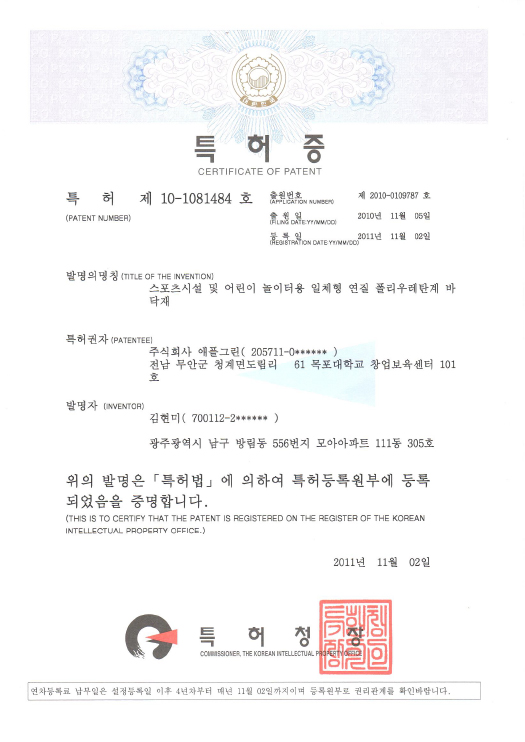 특허증
CERTIFICATE OF PATENT
특 허 제 10-1081484 호
(PATENT NUMBER)
출원번호 제 2010-0109787 호
(APPLICATION NUMBER)
출 원 일 2010년 11월 05일
(FILING DATE:YY/MM/DD)
등 록 일 2011년 11월 02일
(REGISTRATION DATE:YY/MM/DD)
발명의명칭 (TITLE OF THE INVENTION)
스포츠시설 및 어린이 놀이터용 일체형 연질 폴리우레탄계 바
닥재
특허권자 (PATENTEE)
주식회사 애플그린( 205711-0****** )
전남 무안군 청계면도림리 61 목포대학교 창업보육센터 101
호
발명자 (INVENTOR)
김현미( 700112-2****** )
광주광역시 남구 방림동 556번지 모아아파트 111동 305호
위의 발명은「특허법」에 의하여 특허등록원부에 등록
되었음을 증명합니다.
(THIS IS TO CERTIFY THAT THE PATENT IS REGISTERED ON THE REGISTER OF THE KOREAN
INTELLECTUAL PROPERTY OFFICE.)
2011년 11월 02일
특허청장
COMMISSIONER, THE KOREAN INTELLECTUAL PROPERTY OFFICE
연차등록료 납부일은 설정등록일 이후 4년차부터 매년 11월 02일까지이며 등록원부로 권리관계를 확인바랍니다.